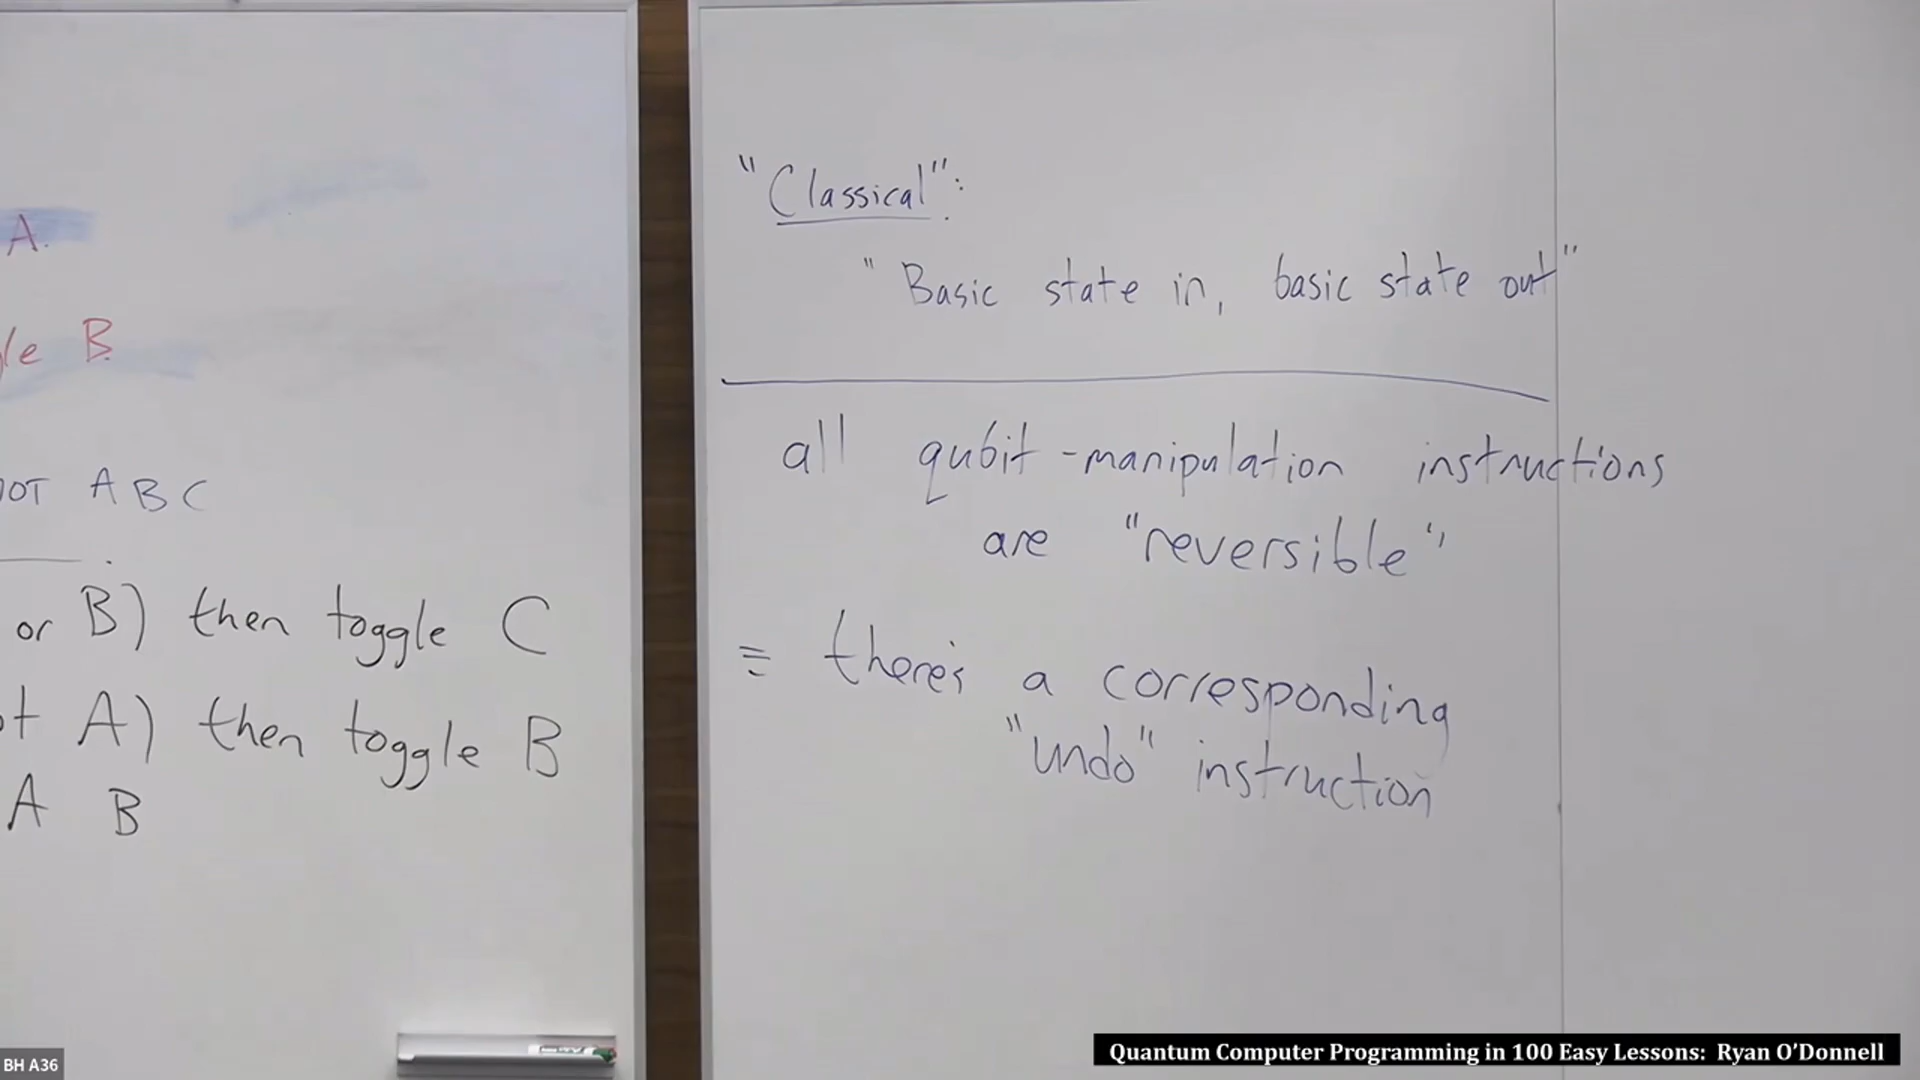 A.
B
OT A B C
or B) then toggle C
A) then toggle B
A B
"Classical":
"Basic state in, basic state out"
all qubit-manipulation instructions
are "reversible"
≡ there's a corresponding
"undo" instruction
BH A36
Quantum Computer Programming in 100 Easy Lessons: Ryan O'Donnell